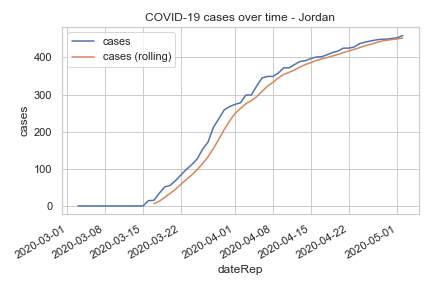 COVID-19 cases over time - Jordan
cases
cases (rolling)
400
300
200
100
0
cases
2020-03-01
2020-03-08
2020-03-15
2020-03-22
2020-04-01
2020-04-08
2020-04-15
2020-04-22
2020-05-01
dateRep